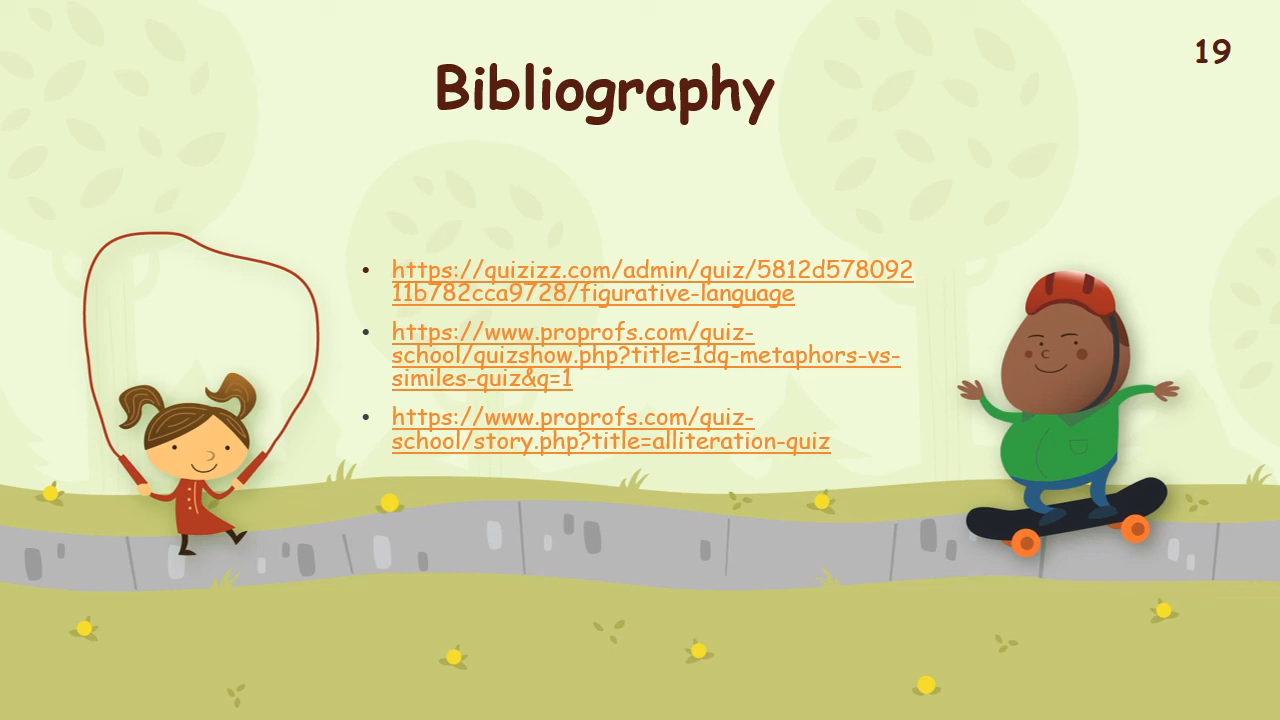 19
Bibliography
• https://quizizz.com/admin/quiz/5812d578092
11b782cca9728/figurative-language
• https://www.proprofs.com/quiz-
school/quizshow.php?title=1dq-metaphors-vs-
similes-quiz&q=1
• https://www.proprofs.com/quiz-
school/story.php?title=alliteration-quiz